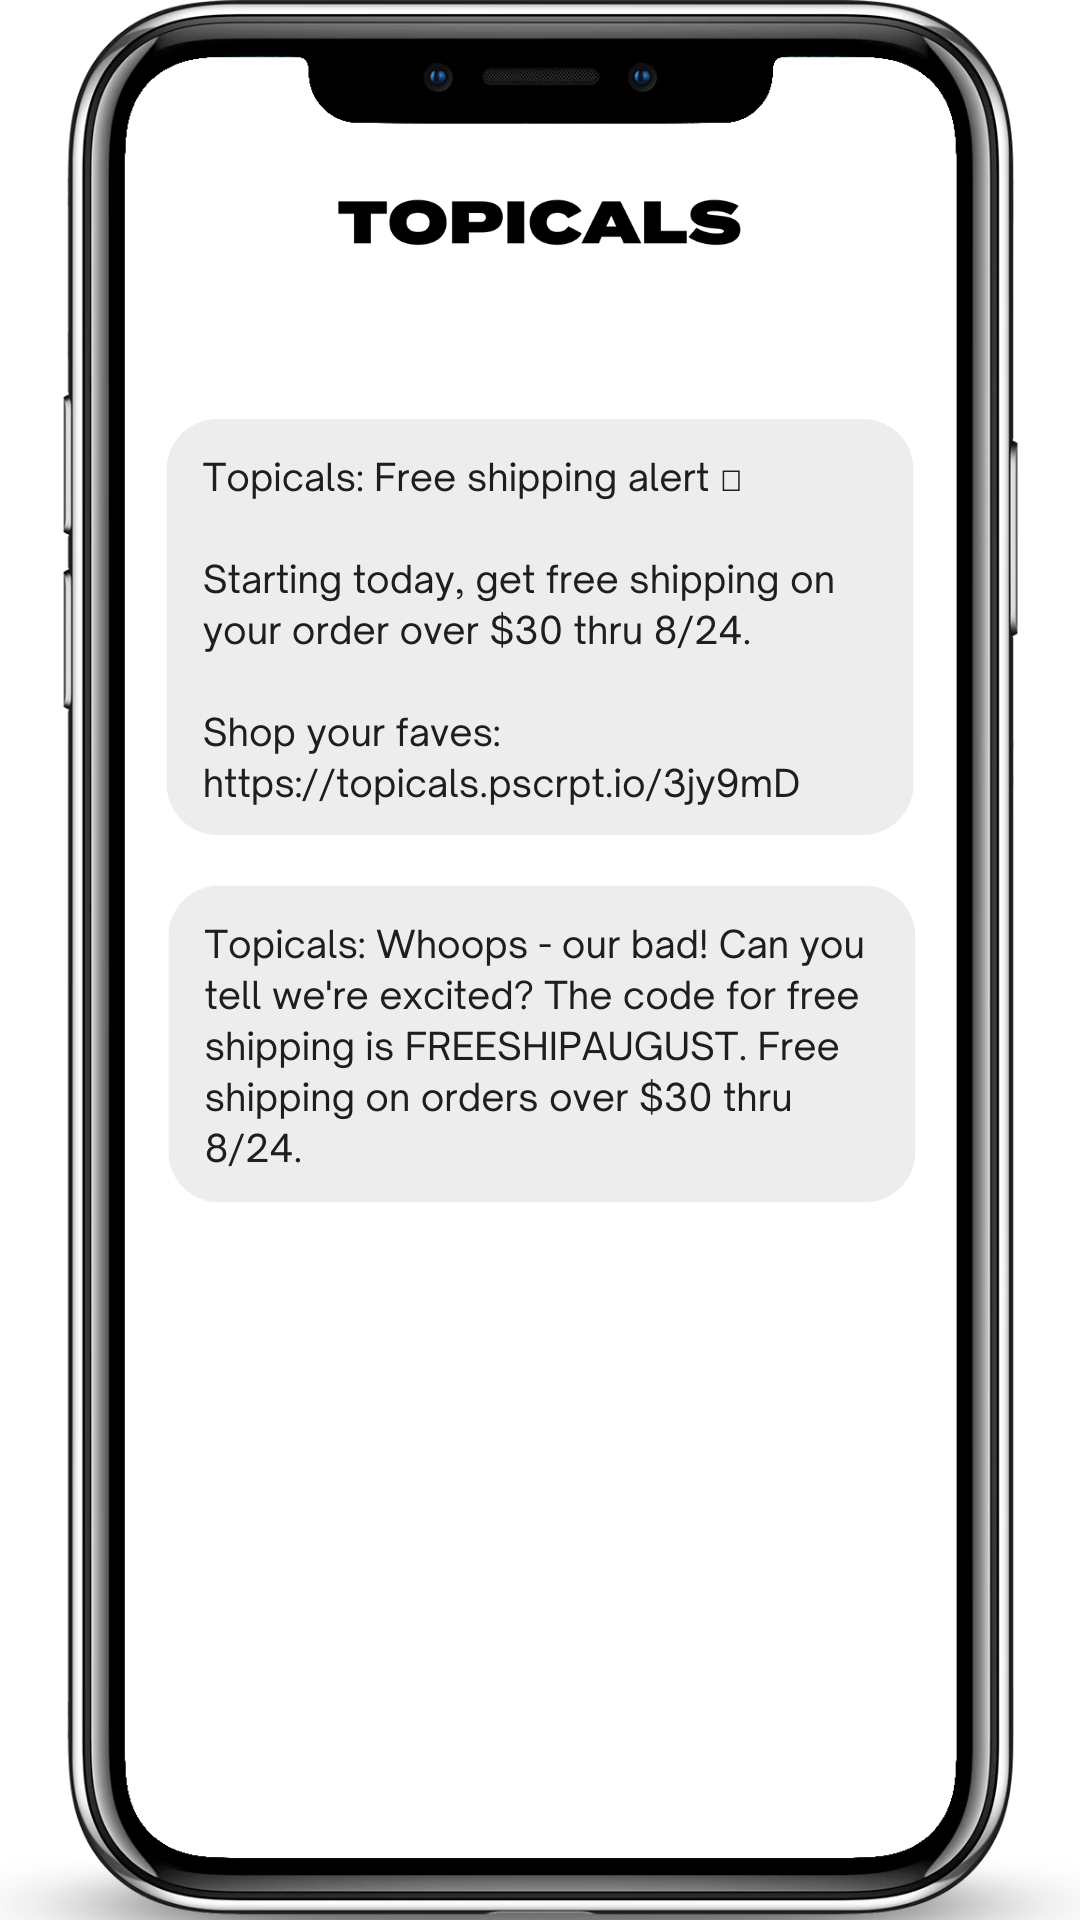 TOPICALS
Topicals: Free shipping alert □
Starting today, get free shipping on
your order over $30 thru 8/24.
Shop your faves:
https://topicals.pscrpt.io/3jy9mD
Topicals: Whoops - our bad! Can you
tell we're excited? The code for free
shipping is FREESHIPAUGUST. Free
shipping on orders over $30 thru
8/24.